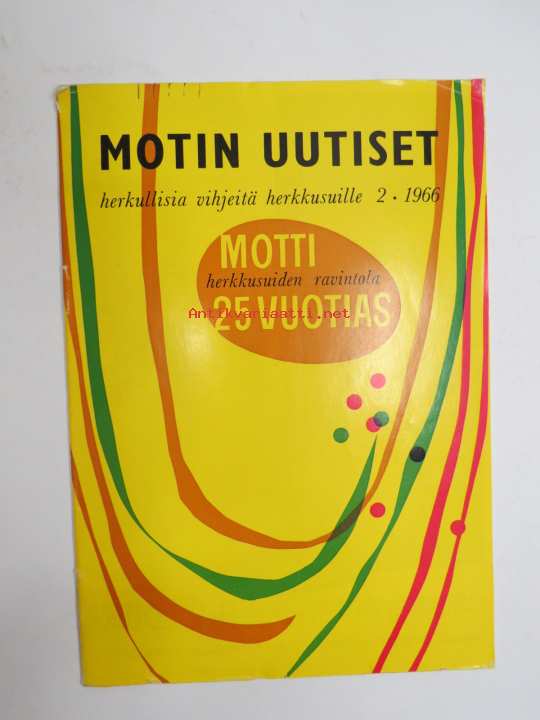 MOTIN UUTISET
herkullisia vihjeitä herkkusuille 2 • 1966
MOTTI
herkkusuiden ravintola
Antikvariaatti.net
25 VUOTIAS